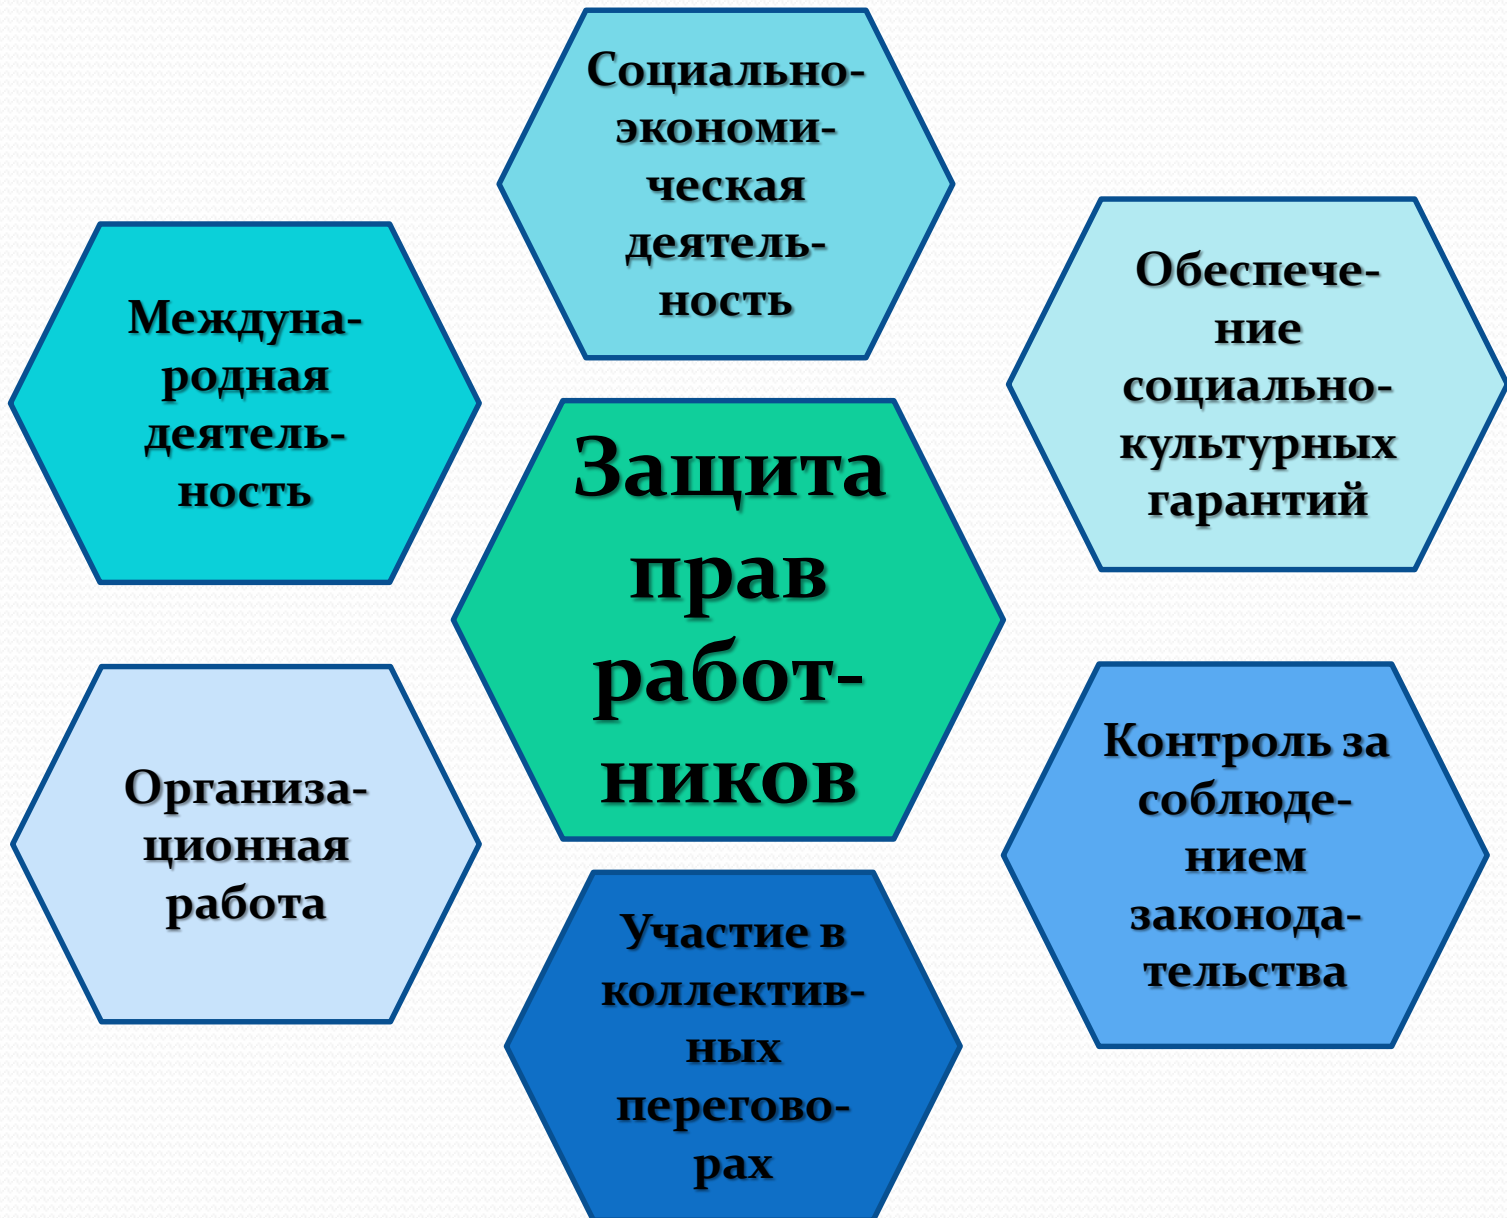 Социально-
экономи-
ческая
деятель-
ность
Междуна-
родная
деятель-
ность
Обеспече-
ние
социально-
культурных
гарантий
Защита
прав
работ-
ников
Организа-
ционная
работа
Контроль за
соблюде-
нием
законода-
тельства
Участие в
коллектив-
ных
перегово-
рах